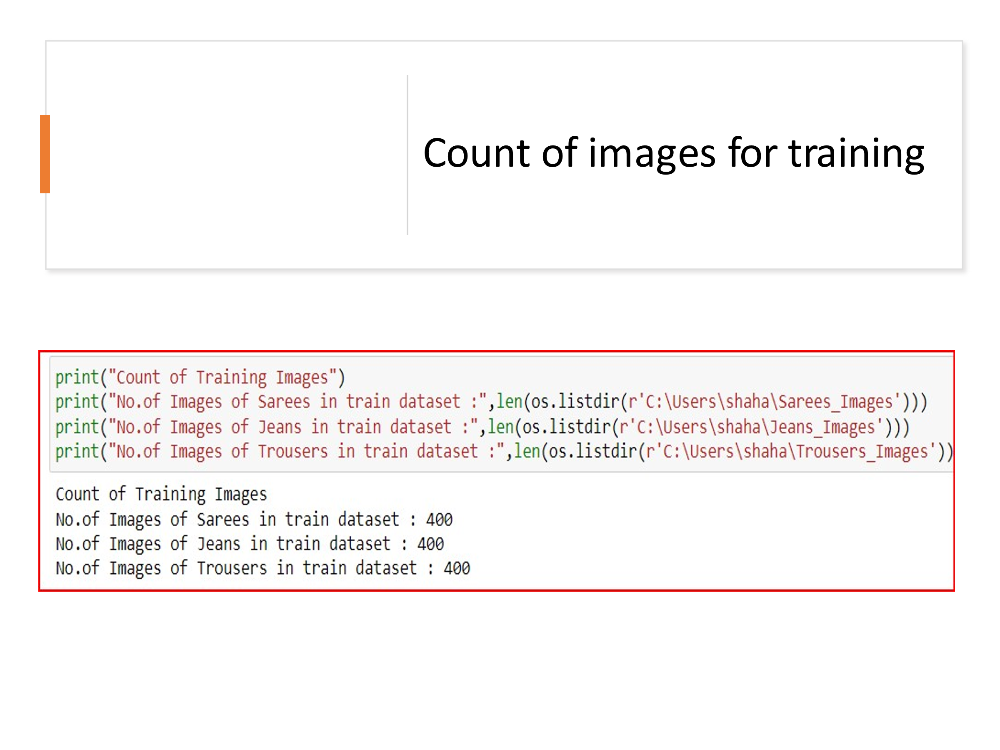 Count of images for training
print("Count of Training Images")
print("No.of Images of Sarees in train dataset :",len(os.listdir(r'C:\Users\shaha\Sarees_Images')))
print("No.of Images of Jeans in train dataset :",len(os.listdir(r'C:\Users\shaha\Jeans_Images')))
print("No.of Images of Trousers in train dataset :",len(os.listdir(r'C:\Users\shaha\Trousers_Images'))
Count of Training Images
No.of Images of Sarees in train dataset : 400
No.of Images of Jeans in train dataset : 400
No.of Images of Trousers in train dataset : 400